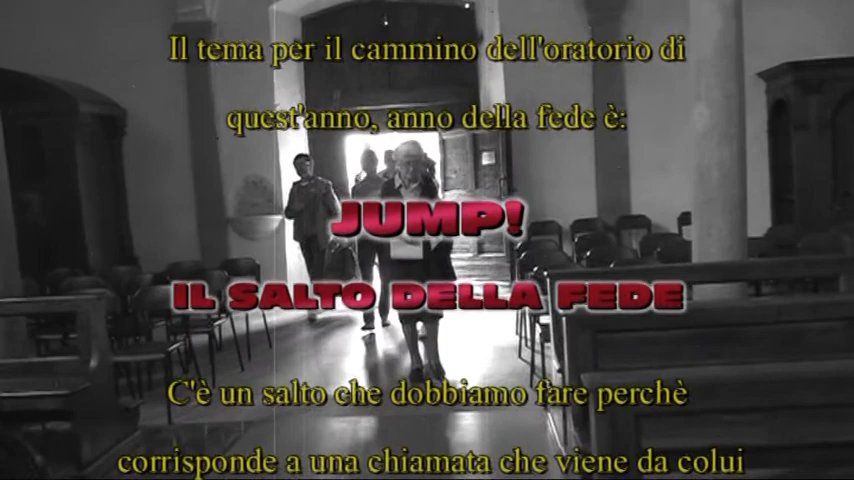 Il tema per il cammino dell'oratorio di
quest'anno, anno della fede è:
JUMP!
IL SALTO DELLA FEDE
C'è un salto che dobbiamo fare perchè
corrisponde a una chiamata che viene da colui